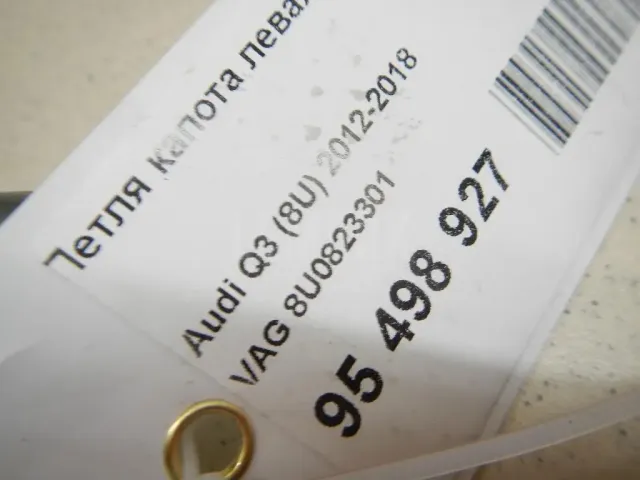 Петля капота левая
Audi Q3 (8U) 2012-2018
VAG 8U0823301
95 498 927